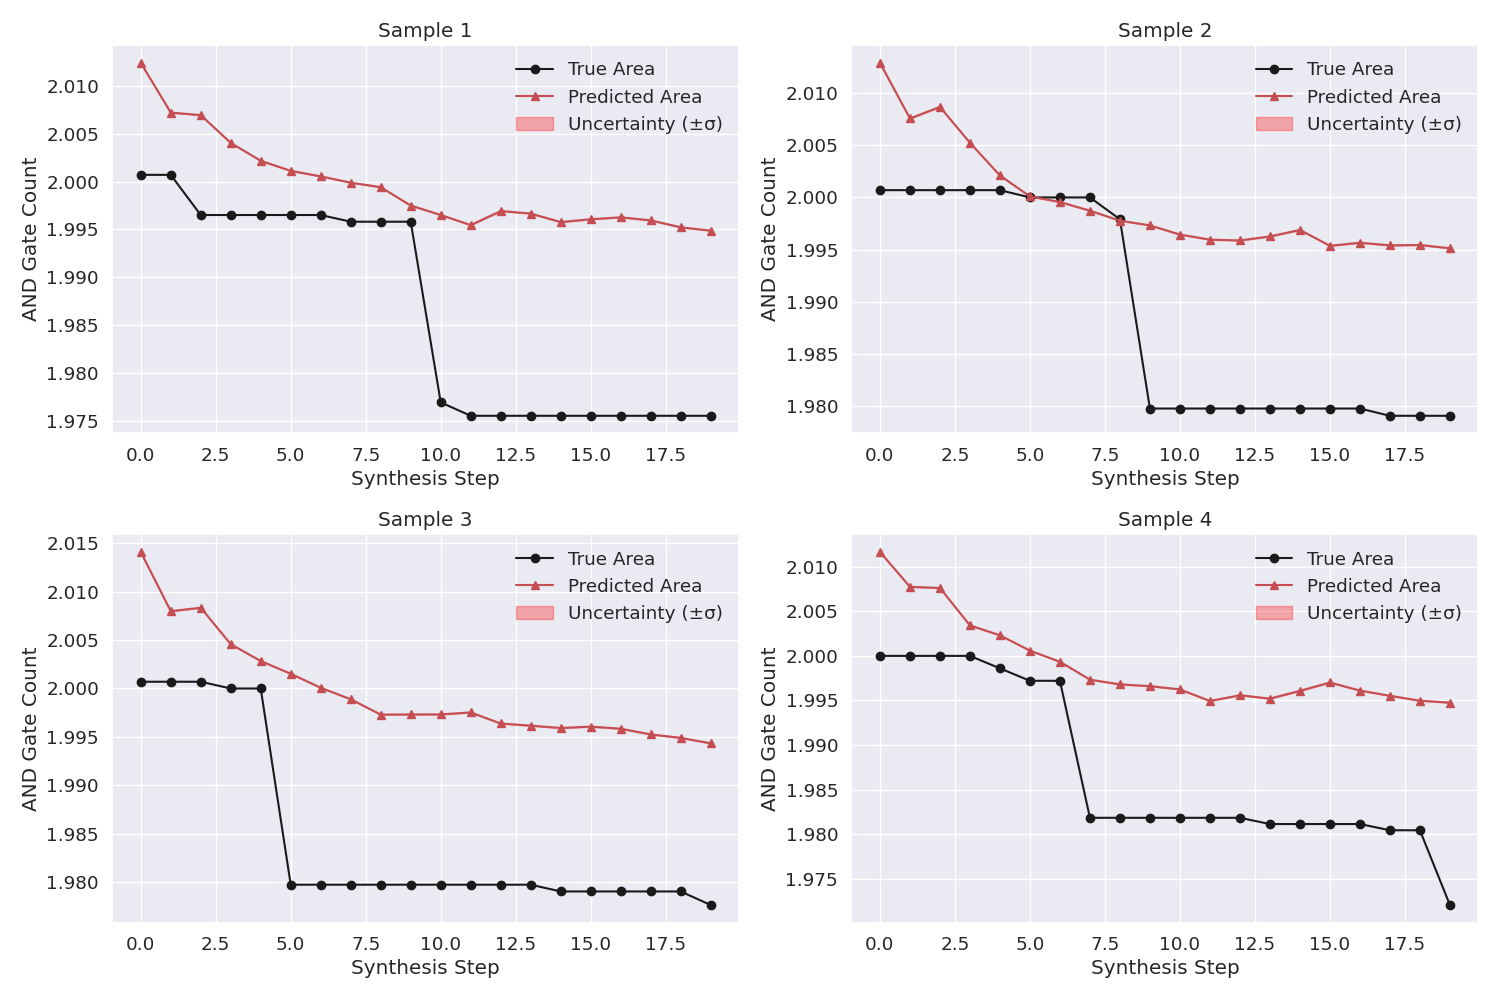 Sample 1
AND Gate Count
2.010
2.005
2.000
1.995
1.990
1.985
1.980
1.975
True Area
Predicted Area
Uncertainty (±σ)
0.0 2.5 5.0 7.5 10.0 12.5 15.0 17.5
Synthesis Step
Sample 2
AND Gate Count
2.010
2.005
2.000
1.995
1.990
1.985
1.980
True Area
Predicted Area
Uncertainty (±σ)
0.0 2.5 5.0 7.5 10.0 12.5 15.0 17.5
Synthesis Step
Sample 3
AND Gate Count
2.015
2.010
2.005
2.000
1.995
1.990
1.985
1.980
True Area
Predicted Area
Uncertainty (±σ)
0.0 2.5 5.0 7.5 10.0 12.5 15.0 17.5
Synthesis Step
Sample 4
AND Gate Count
2.010
2.005
2.000
1.995
1.990
1.985
1.980
1.975
True Area
Predicted Area
Uncertainty (±σ)
0.0 2.5 5.0 7.5 10.0 12.5 15.0 17.5
Synthesis Step